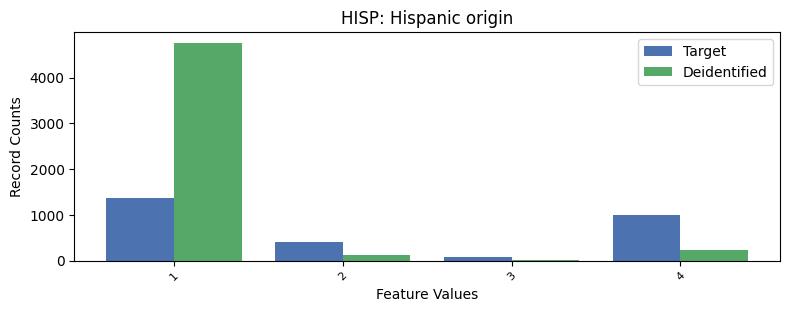 HISP: Hispanic origin
Target
Deidentified
Record Counts
4000
3000
2000
1000
0
1
2
3
4
Feature Values